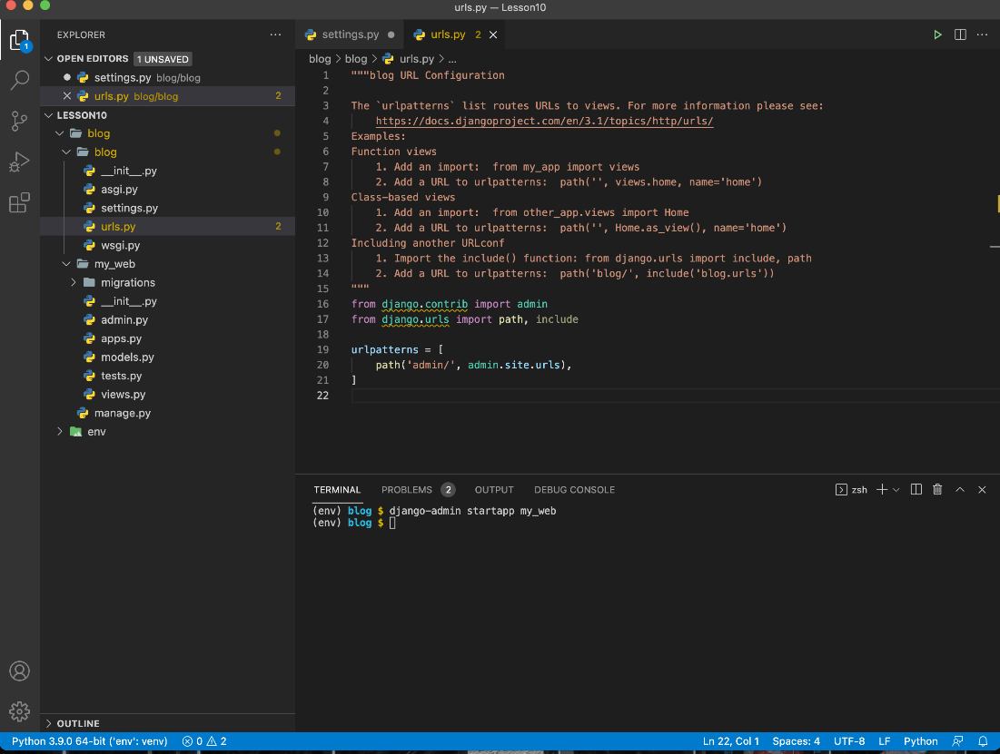 urls.py — Lesson10
EXPLORER
OPEN EDITORS 1 UNSAVED
settings.py blog/blog
urls.py blog/blog 2
LESSON10
blog
blog
__init__.py
asgi.py
settings.py
urls.py 2
wsgi.py
my_web
migrations
__init__.py
admin.py
apps.py
models.py
tests.py
views.py
manage.py
env
OUTLINE
1
settings.py
urls.py 2
blog > blog > urls.py > ...
1 """blog URL Configuration
2
3 The `urlpatterns` list routes URLs to views. For more information please see:
4     https://docs.djangoproject.com/en/3.1/topics/http/urls/
5 Examples:
6 Function views
7     1. Add an import:  from my_app import views
8     2. Add a URL to urlpatterns:  path('', views.home, name='home')
9 Class-based views
10     1. Add an import:  from other_app.views import Home
11     2. Add a URL to urlpatterns:  path('', Home.as_view(), name='home')
12 Including another URLconf
13     1. Import the include() function: from django.urls import include, path
14     2. Add a URL to urlpatterns:  path('blog/', include('blog.urls'))
15 """
16 from django.contrib import admin
17 from django.urls import path, include
18
19 urlpatterns = [
20     path('admin/', admin.site.urls),
21 ]
22
TERMINAL PROBLEMS 2 OUTPUT DEBUG CONSOLE zsh
(env) blog $ django-admin startapp my_web
(env) blog $
Python 3.9.0 64-bit ('env': venv) 0 2 Ln 22, Col 1 Spaces: 4 UTF-8 LF Python